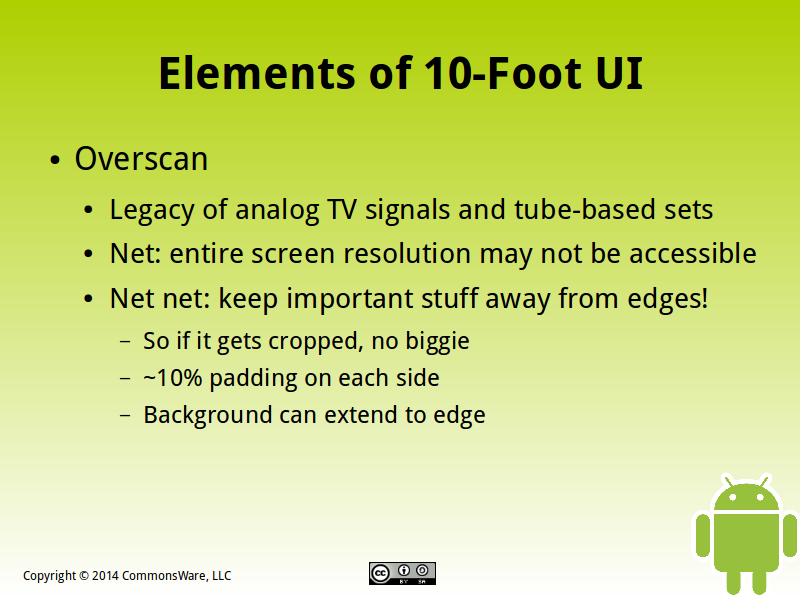 Elements of 10-Foot UI
• Overscan
• Legacy of analog TV signals and tube-based sets
• Net: entire screen resolution may not be accessible
• Net net: keep important stuff away from edges!
– So if it gets cropped, no biggie
– ~10% padding on each side
– Background can extend to edge
Copyright © 2014 CommonsWare, LLC
cc
BY SA